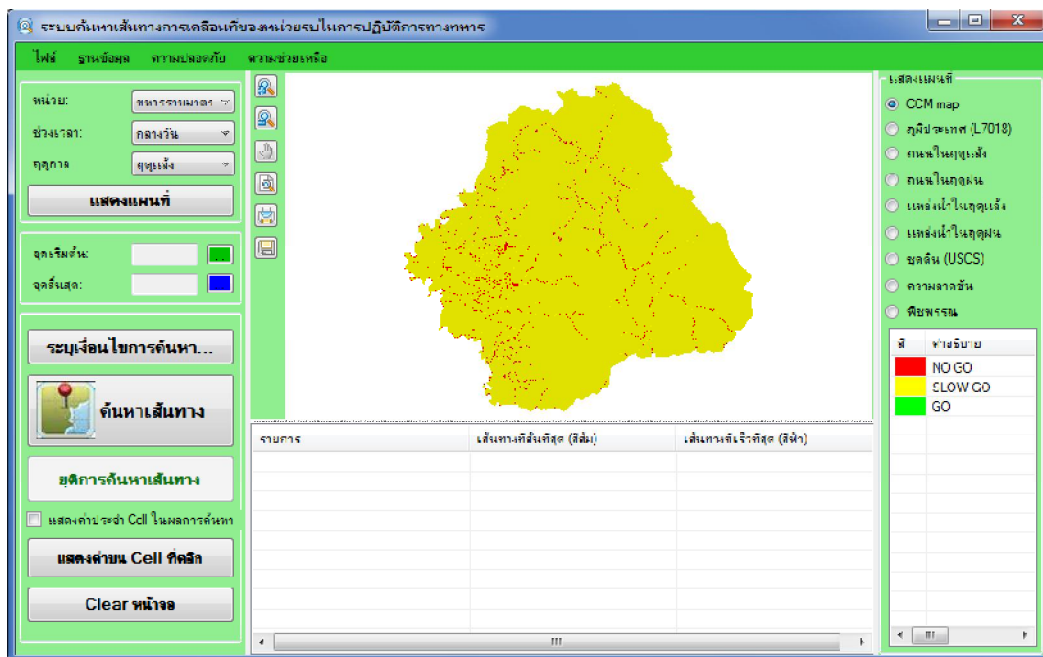 ระบบค้นหาเส้นทางการเคลื่อนที่ของหน่วยรบในการปฏิบัติการทางทหาร
ไฟล์ ฐานข้อมูล ความปลอดภัย ความช่วยเหลือ
หน่วย: ทหารราบเบา
ช่วงเวลา: กลางวัน
ฤดูกาล ฤดูแล้ง
แสดงแผนที่
จุดเริ่มต้น: ...
จุดสิ้นสุด: ...
ระบุเงื่อนไขการค้นหา...
ค้นหาเส้นทาง
ยุติการค้นหาเส้นทาง
แสดงค่าประจำ Cell ในผลการค้นหา
แสดงค่าบน Cell ที่คลิก
Clear หน้าจอ
รายการ เส้นทางที่สั้นที่สุด (สีส้ม) เส้นทางที่เร็วที่สุด (สีฟ้า)
แสดงแผนที่
CCM map
ภูมิประเทศ (L7018)
ถนนในฤดูแล้ง
ถนนในฤดูฝน
แหล่งน้ำในฤดูแล้ง
แหล่งน้ำในฤดูฝน
ชุดดิน (USCS)
ความลาดชัน
พืชพรรณ
สี คำอธิบาย
NO GO
SLOW GO
GO